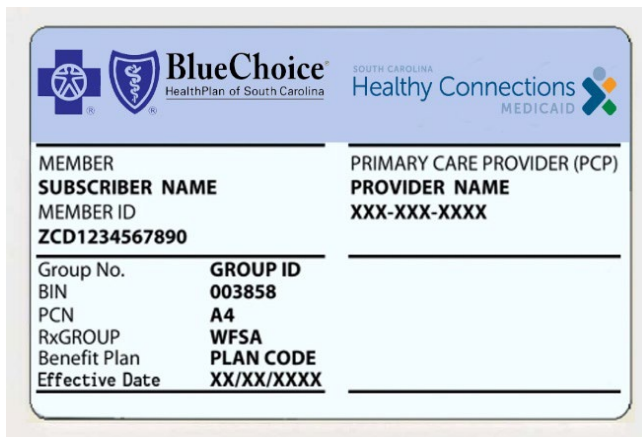 BlueChoice®
HealthPlan of South Carolina
® ®
SOUTH CAROLINA
Healthy Connections
MEDICAID
MEMBER
SUBSCRIBER NAME
MEMBER ID
ZCD1234567890
PRIMARY CARE PROVIDER (PCP)
PROVIDER NAME
XXX-XXX-XXXX
Group No. GROUP ID
BIN 003858
PCN A4
RxGROUP WFSA
Benefit Plan PLAN CODE
Effective Date XX/XX/XXXX